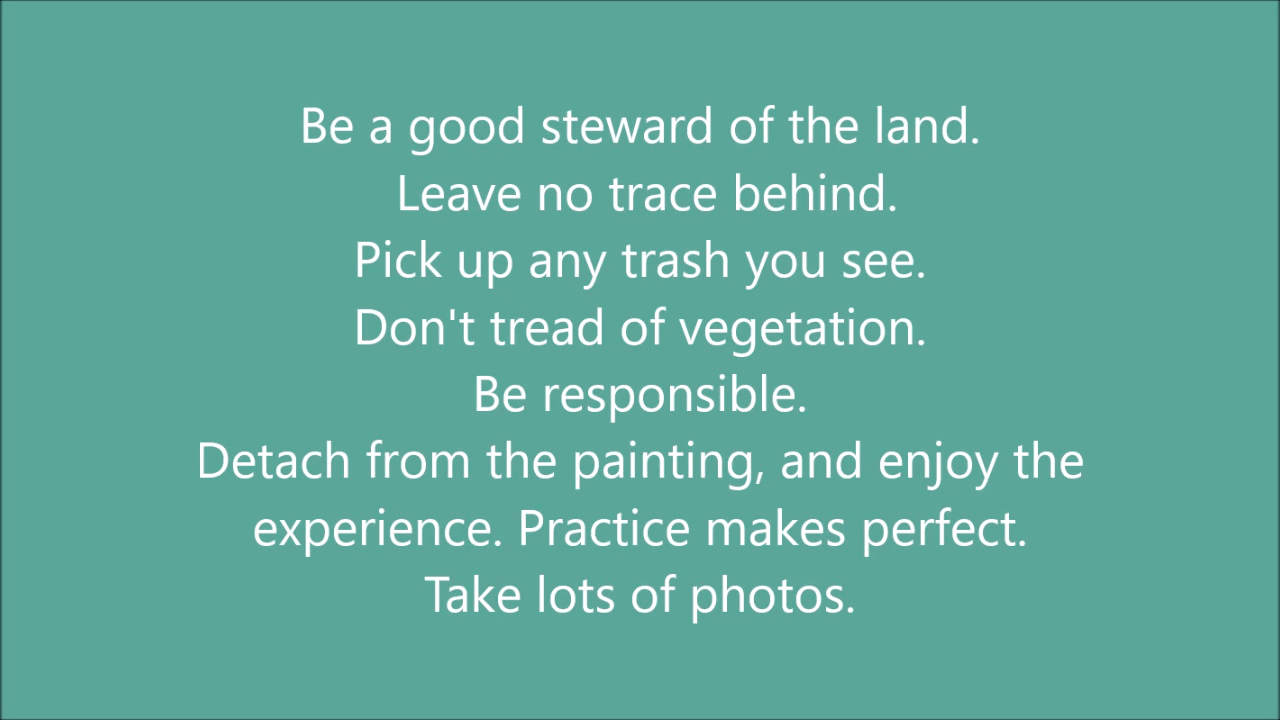 Be a good steward of the land.
Leave no trace behind.
Pick up any trash you see.
Don't tread of vegetation.
Be responsible.
Detach from the painting, and enjoy the
experience. Practice makes perfect.
Take lots of photos.